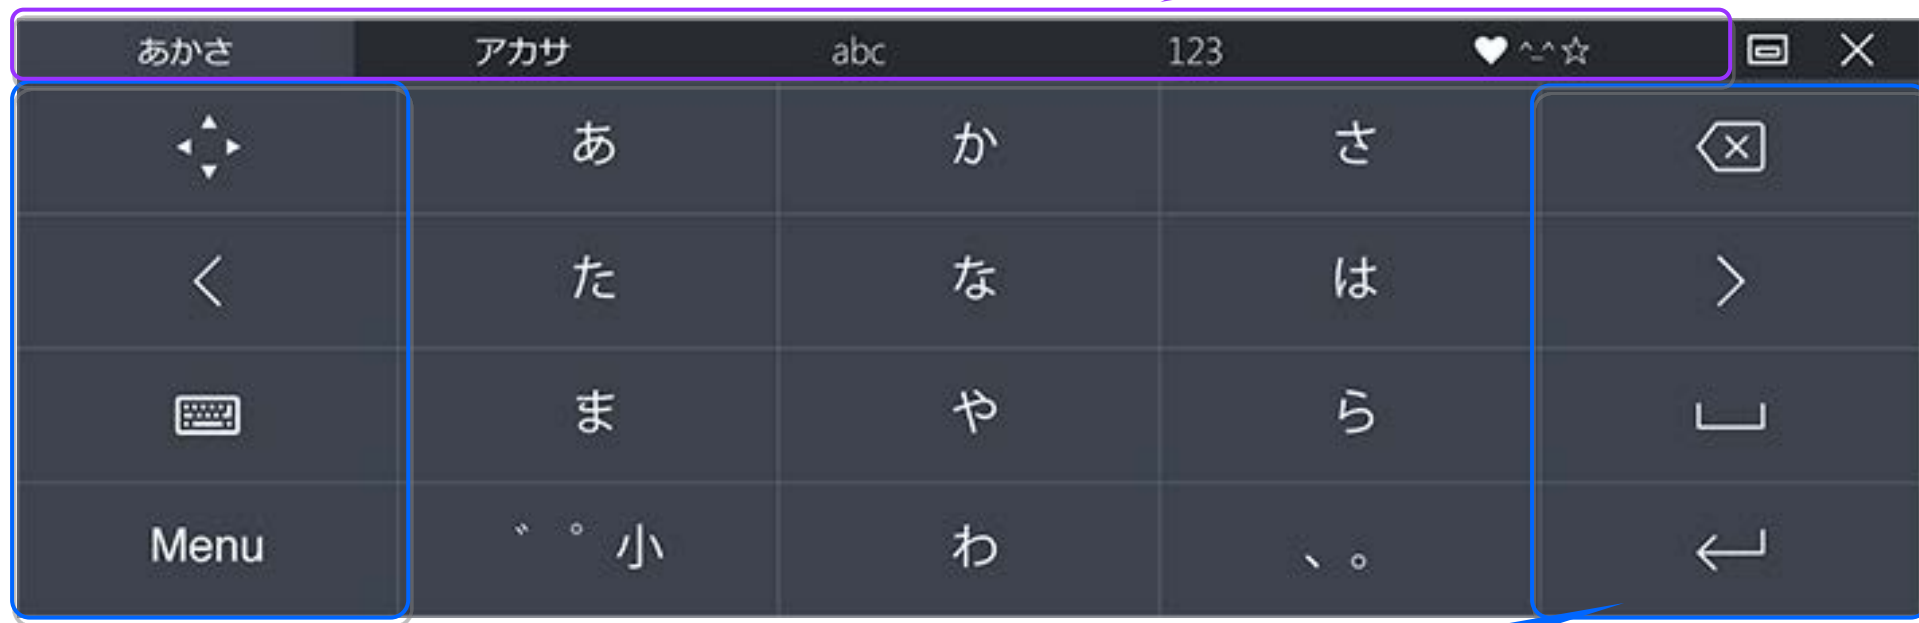 あかさ アカサ abc 123 ♥ ^-^☆
あ か さ
た な は
ま や ら
Menu ゛゜小 わ 、。